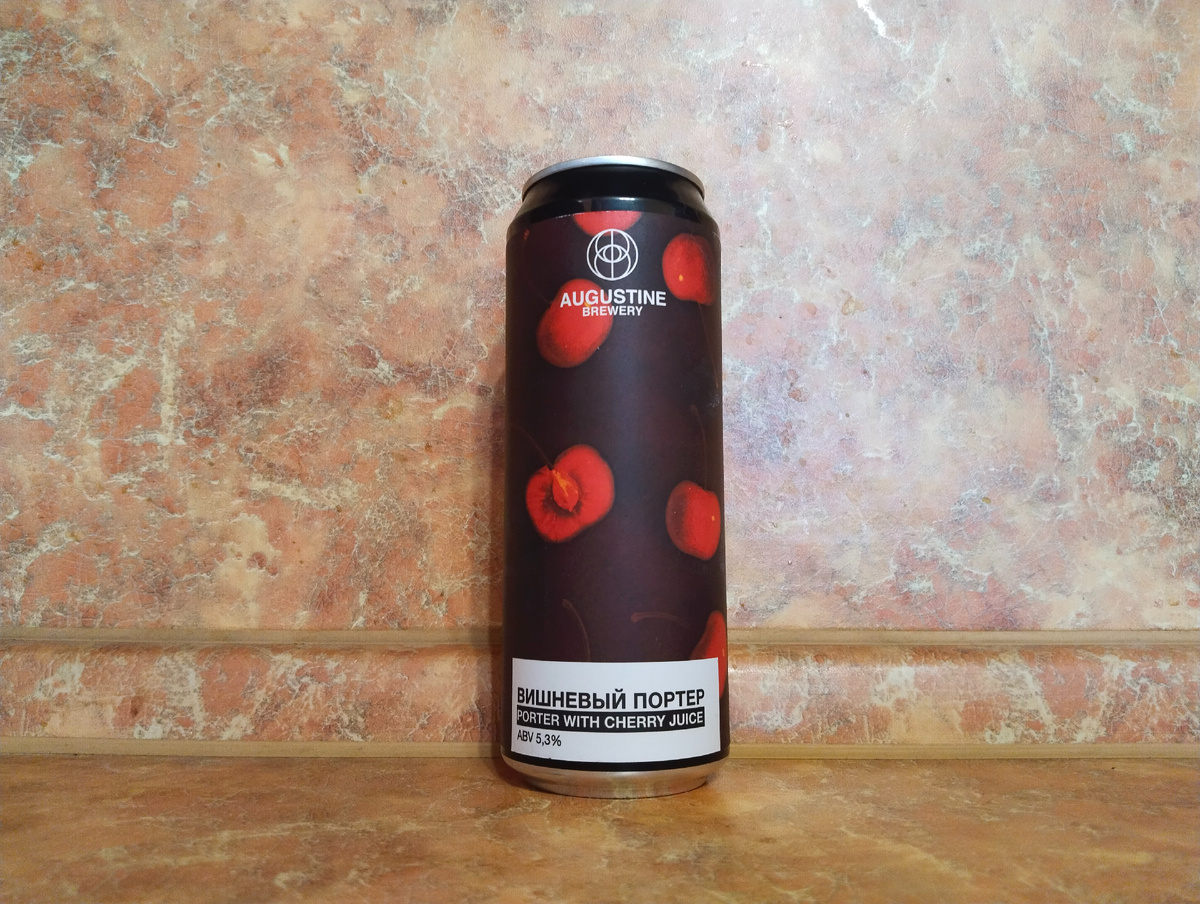 AUGUSTINE
BREWERY
ВИШНЕВЫЙ ПОРТЕР
PORTER WITH CHERRY JUICE
ABV 5,3%